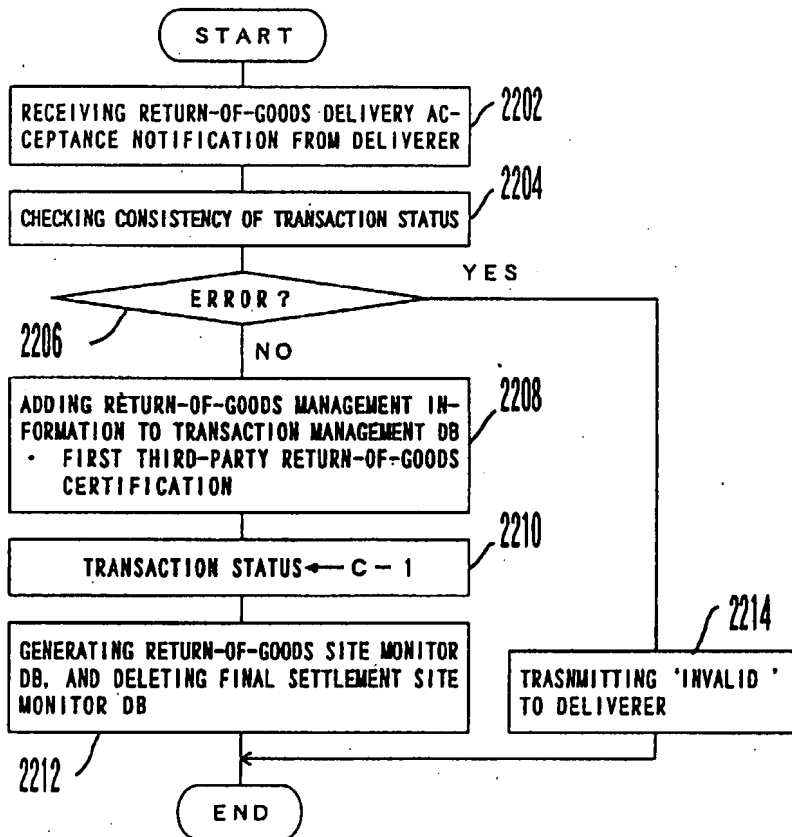 START
RECEIVING RETURN-OF-GOODS DELIVERY AC-
CEPTANCE NOTIFICATION FROM DELIVERER
2202
2204
CHECKING CONSISTENCY OF TRANSACTION STATUS
YES
ERROR?
2206
NO
2208
ADDING RETURN-OF-GOODS MANAGEMENT IN-
FORMATION TO TRANSACTION MANAGEMENT DB
· FIRST THIRD-PARTY RETURN-OF-GOODS
CERTIFICATION
2210
TRANSACTION STATUS ← C-1
2214
GENERATING RETURN-OF-GOODS SITE MONITOR
DB, AND DELETING FINAL SETTLEMENT SITE
MONITOR DB
TRASNMITTING 'INVALID'
TO DELIVERER
2212
END